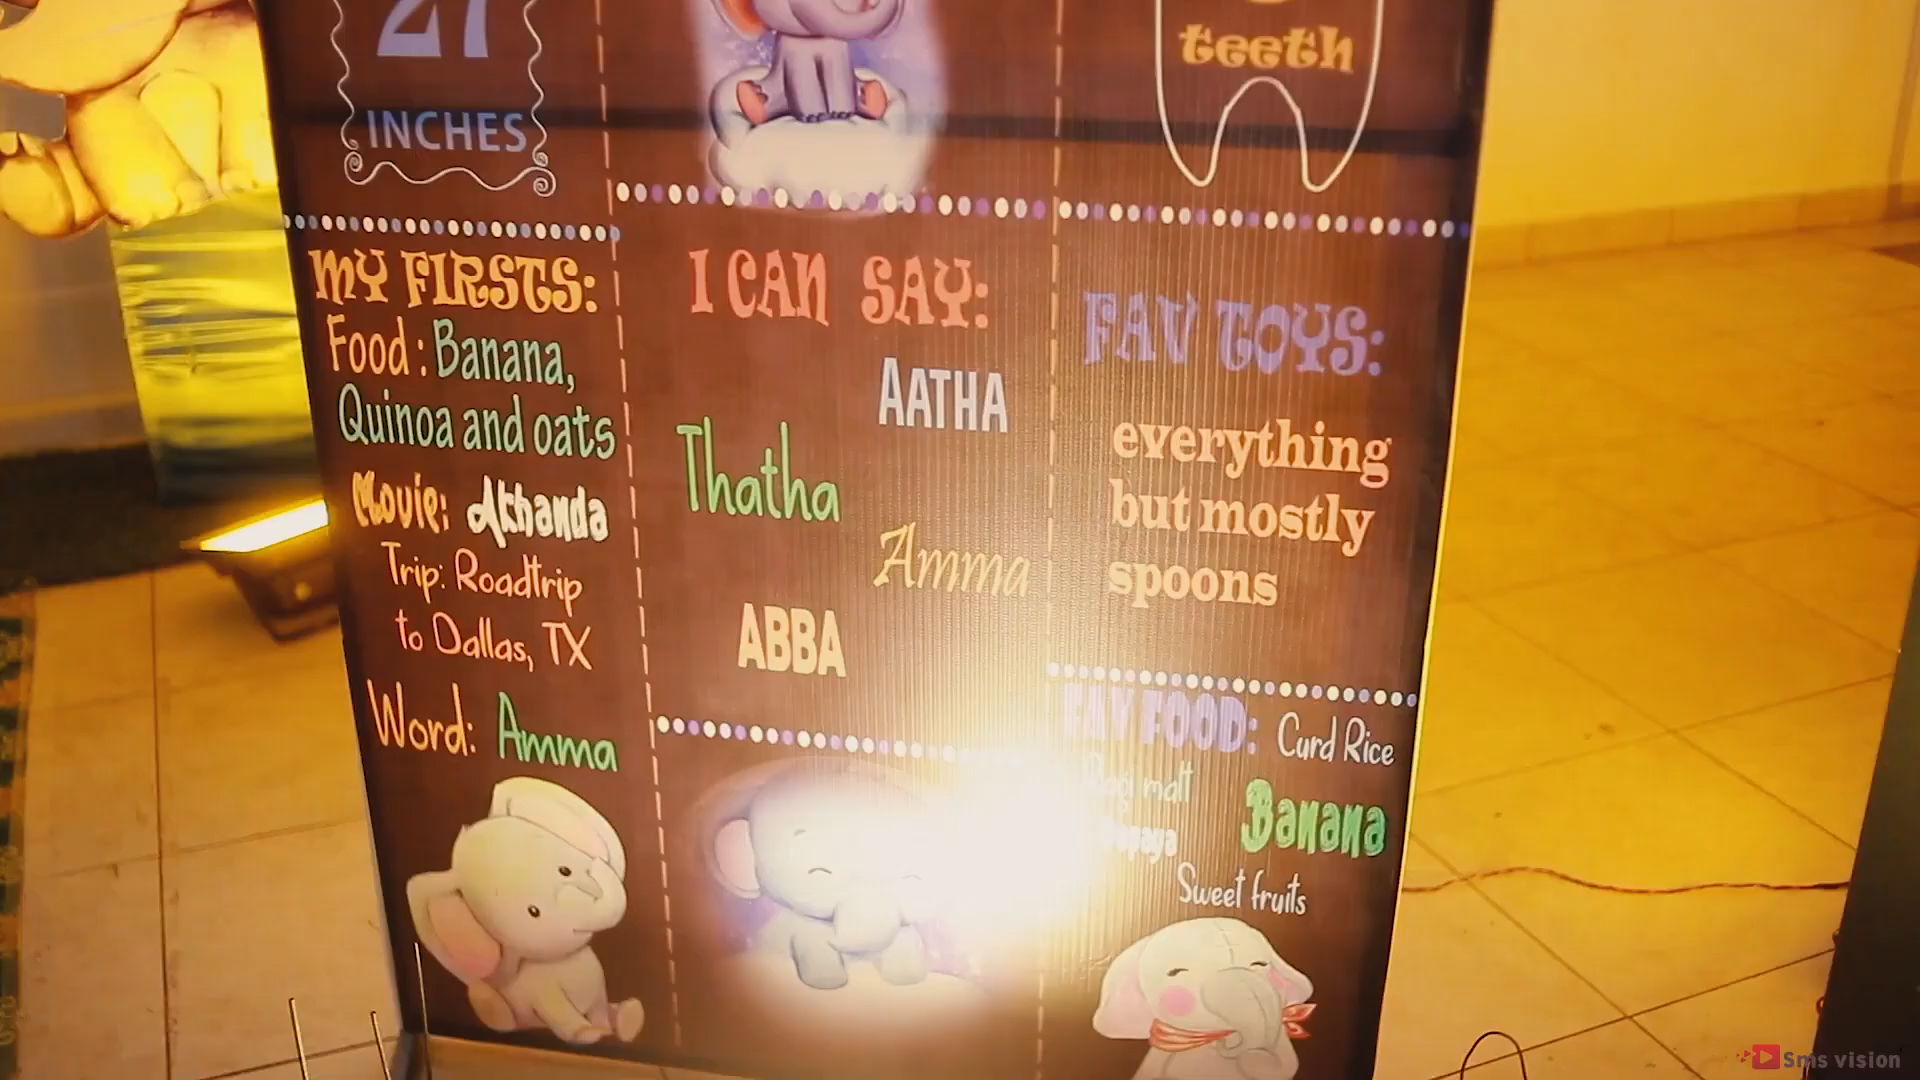 27
INCHES
teeth
MY FIRSTS:
Food : Banana,
Quinoa and oats
Movie: Akhanda
Trip: Roadtrip
to Dallas, TX
Word: Amma
I CAN SAY:
AATHA
Thatha
Amma
ABBA
FAV TOYS:
everything
but mostly
spoons
FAV FOOD: Curd Rice
malt
Banana
Sweet fruits
Sms vision